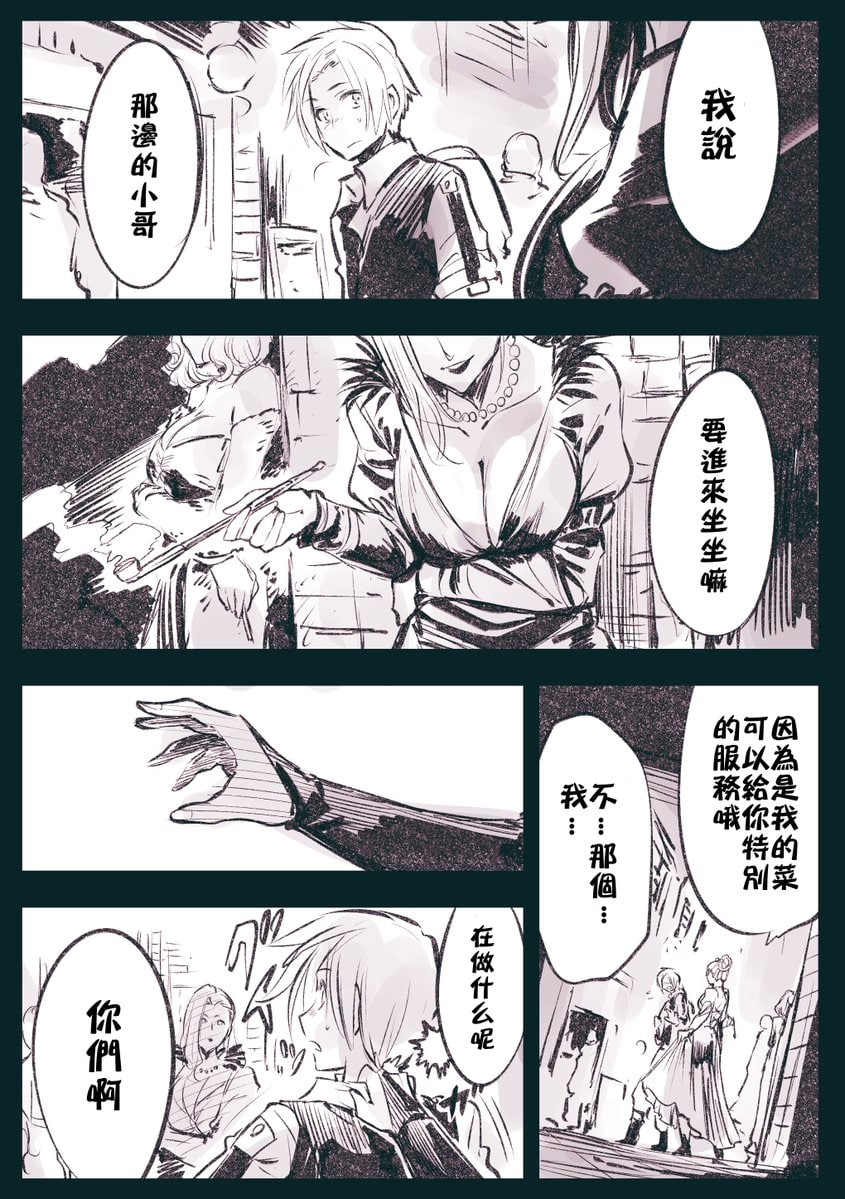 我說
那邊的小哥
要進來坐坐嘛
因為是我的菜
可以給你特別
的服務哦
不…那個…
我…
在做什么呢
你們啊